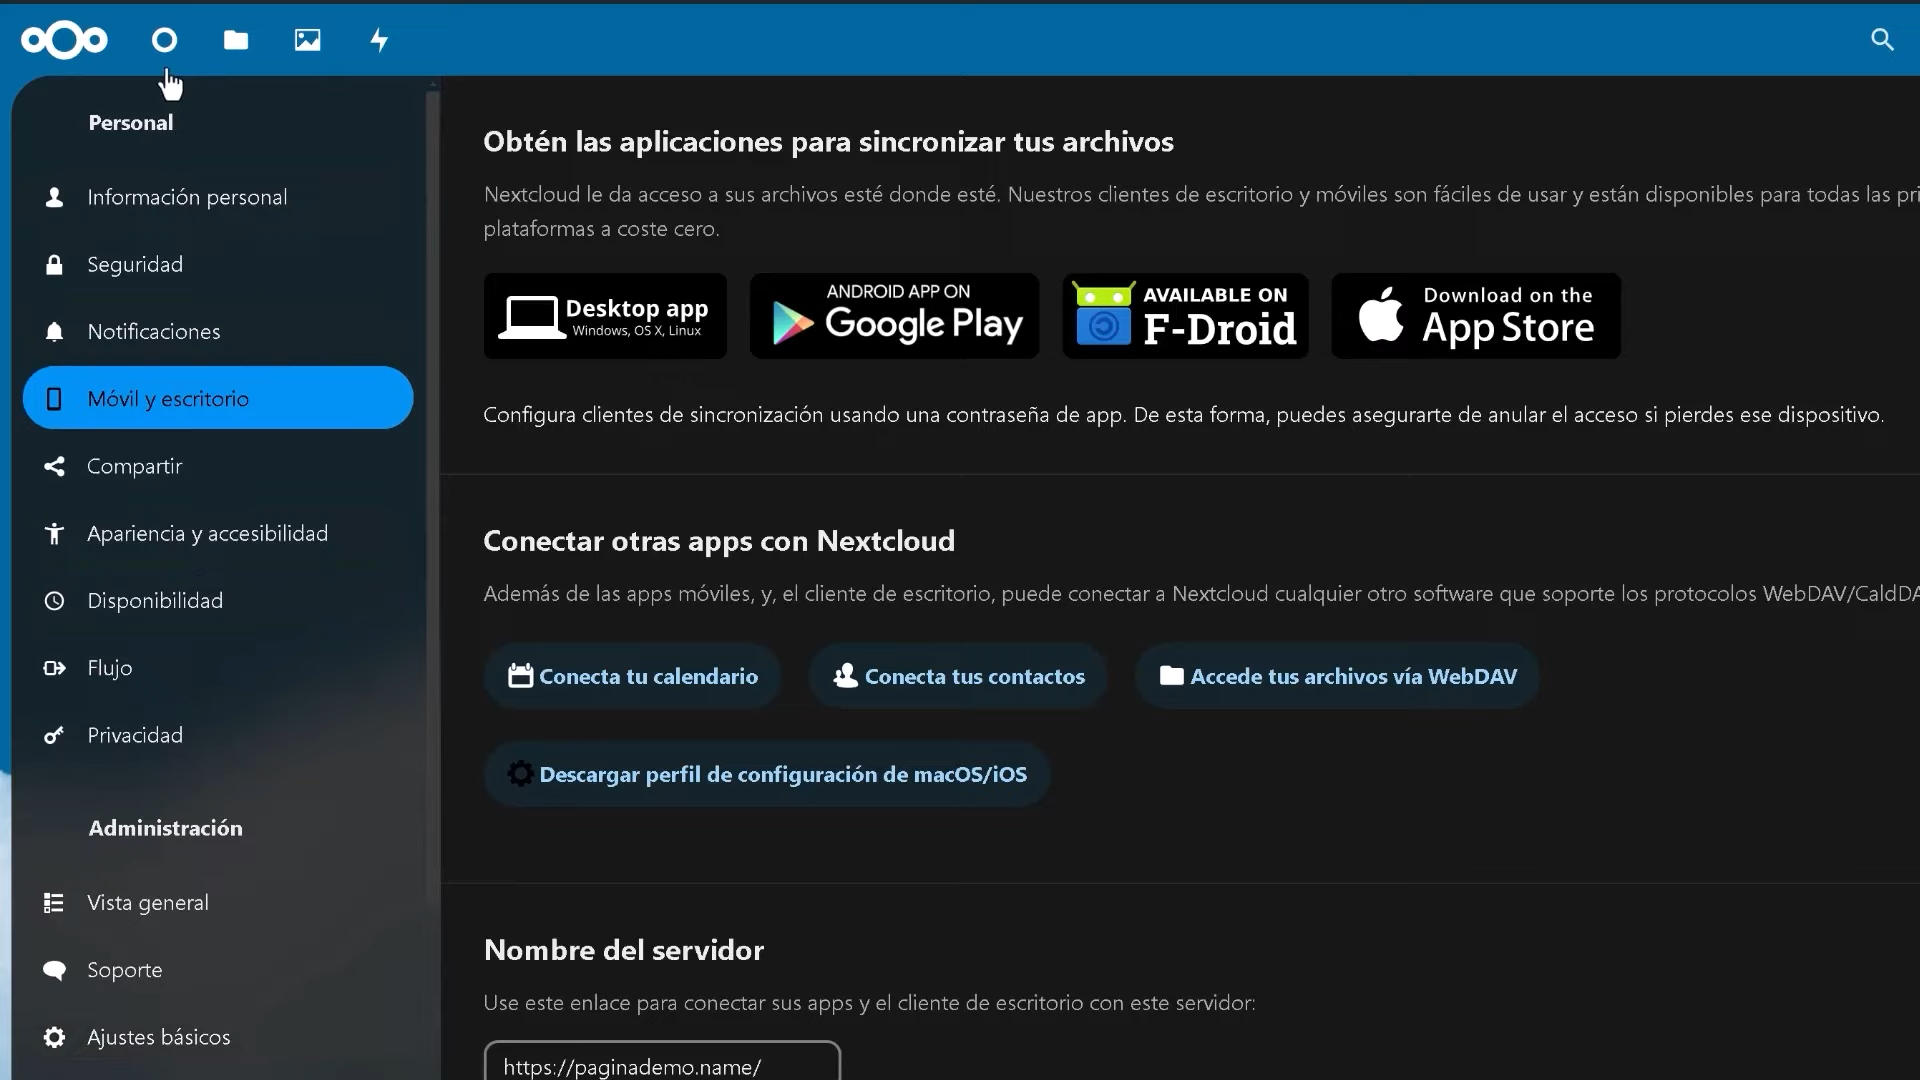 Personal
Información personal
Seguridad
Notificaciones
Móvil y escritorio
Compartir
Apariencia y accesibilidad
Disponibilidad
Flujo
Privacidad
Administración
Vista general
Soporte
Ajustes básicos
Obtén las aplicaciones para sincronizar tus archivos
Nextcloud le da acceso a sus archivos esté donde esté. Nuestros clientes de escritorio y móviles son fáciles de usar y están disponibles para todas las pri
plataformas a coste cero.
Desktop app
Windows, OS X, Linux
ANDROID APP ON
Google Play
AVAILABLE ON
F-Droid
Download on the
App Store
Configura clientes de sincronización usando una contraseña de app. De esta forma, puedes asegurarte de anular el acceso si pierdes ese dispositivo.
Conectar otras apps con Nextcloud
Además de las apps móviles, y, el cliente de escritorio, puede conectar a Nextcloud cualquier otro software que soporte los protocolos WebDAV/CaldDA
Conecta tu calendario
Conecta tus contactos
Accede tus archivos vía WebDAV
Descargar perfil de configuración de macOS/iOS
Nombre del servidor
Use este enlace para conectar sus apps y el cliente de escritorio con este servidor:
https://paginademo.name/